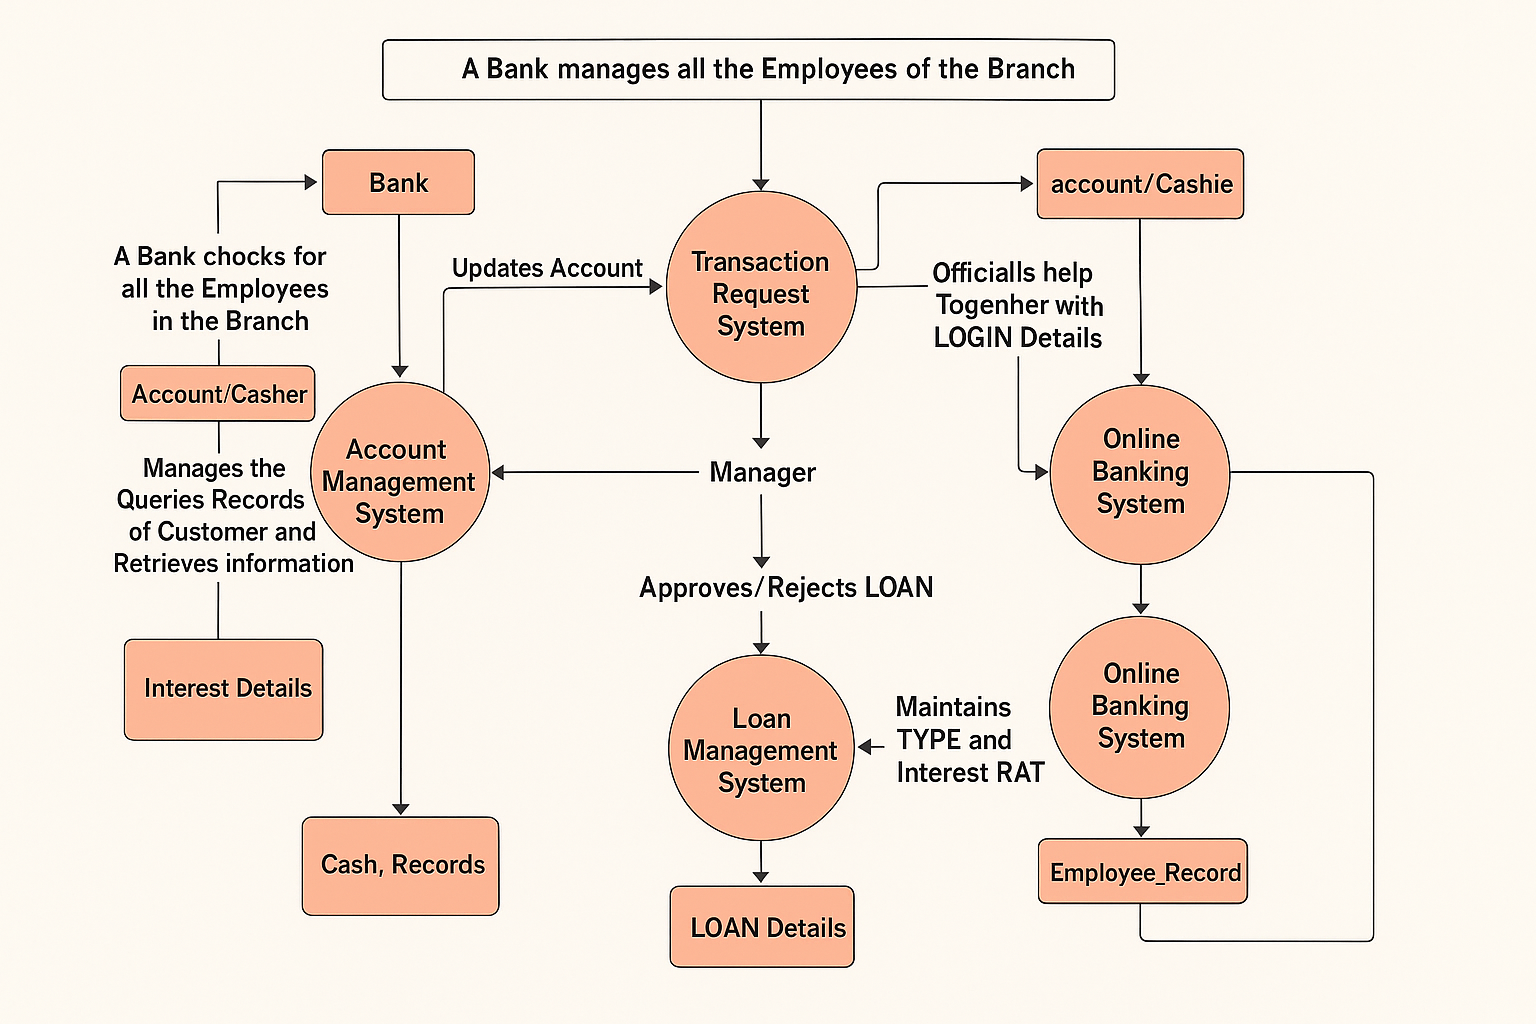 A Bank manages all the Employees of the Branch
Bank
account/Cashie
A Bank chocks for
all the Employees
in the Branch
Updates Account
Transaction
Request
System
Officialls help
Togenher with
LOGIN Details
Account/Casher
Account
Management
System
Manages the
Queries Records
of Customer and
Retrieves information
Manager
Online
Banking
System
Approves/Rejects LOAN
Interest Details
Loan
Management
System
Maintains
TYPE and
Interest RAT
Online
Banking
System
Cash, Records
Employee_Record
LOAN Details